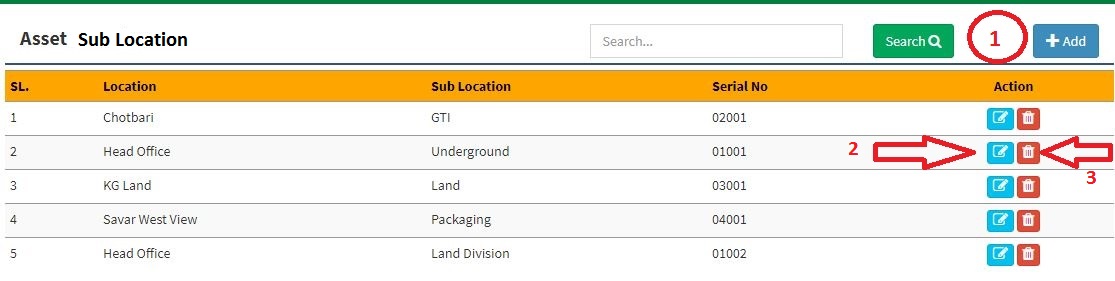 Asset Sub Location Search... Search 1 Add
SL. Location Sub Location Serial No Action
1 Chotbari GTI 02001
2 Head Office Underground 01001 2
3 KG Land Land 03001 3
4 Savar West View Packaging 04001
5 Head Office Land Division 01002